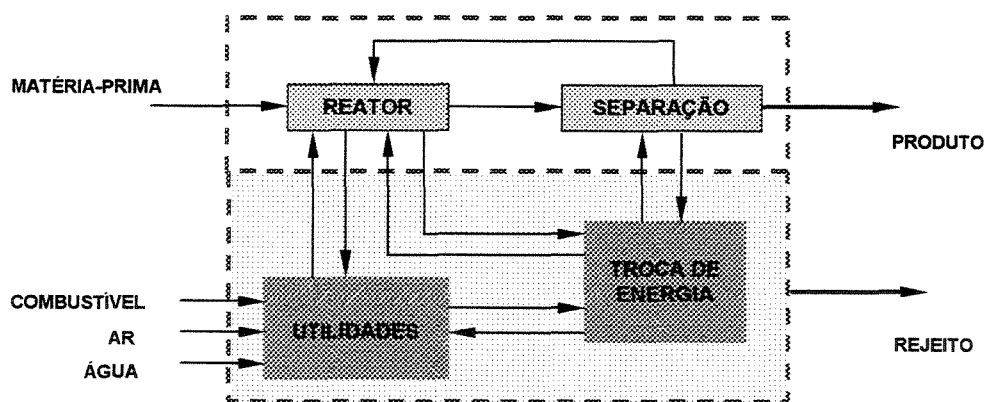 MATÉRIA-PRIMA
REATOR
SEPARAÇÃO
PRODUTO
TROCA DE
ENERGIA
COMBUSTÍVEL
UTILIDADES
AR
REJEITO
ÁGUA